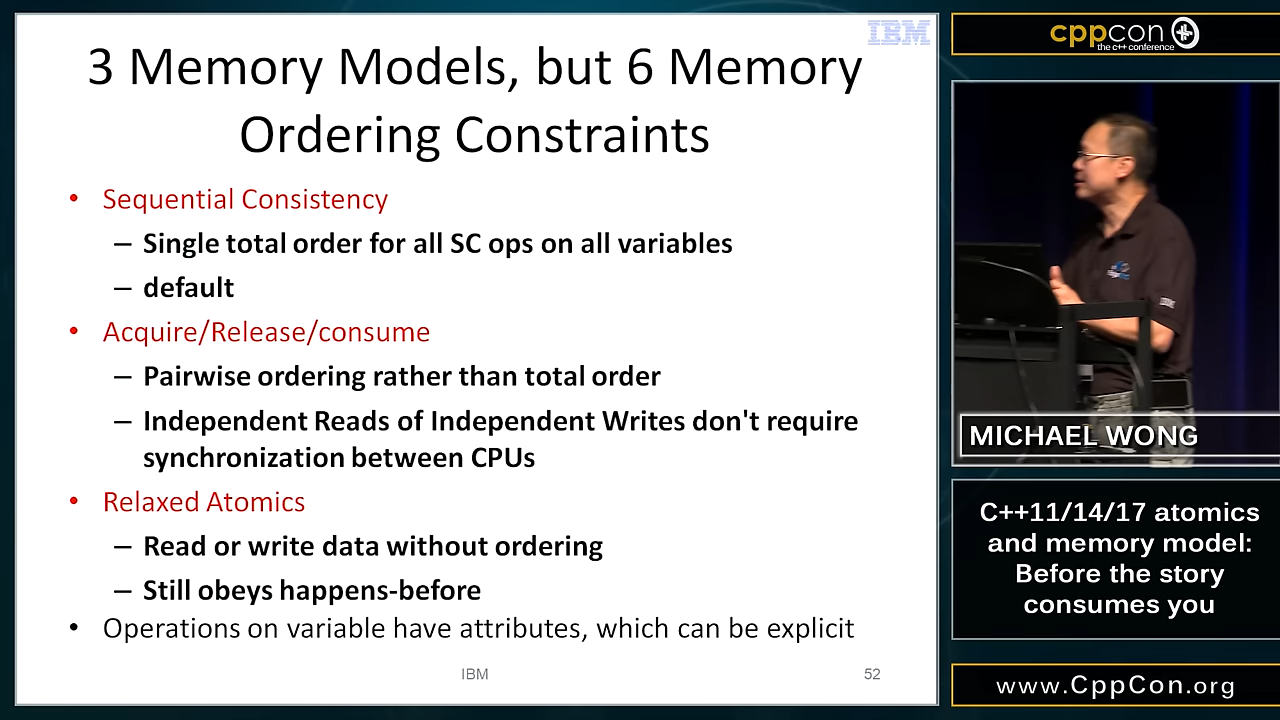 IBM
3 Memory Models, but 6 Memory
Ordering Constraints
• Sequential Consistency
– Single total order for all SC ops on all variables
– default
• Acquire/Release/consume
– Pairwise ordering rather than total order
– Independent Reads of Independent Writes don't require
synchronization between CPUs
• Relaxed Atomics
– Read or write data without ordering
– Still obeys happens-before
• Operations on variable have attributes, which can be explicit
IBM
52
cppcon
the c++ conference
MICHAEL WONG
C++11/14/17 atomics
and memory model:
Before the story
consumes you
www.CppCon.org